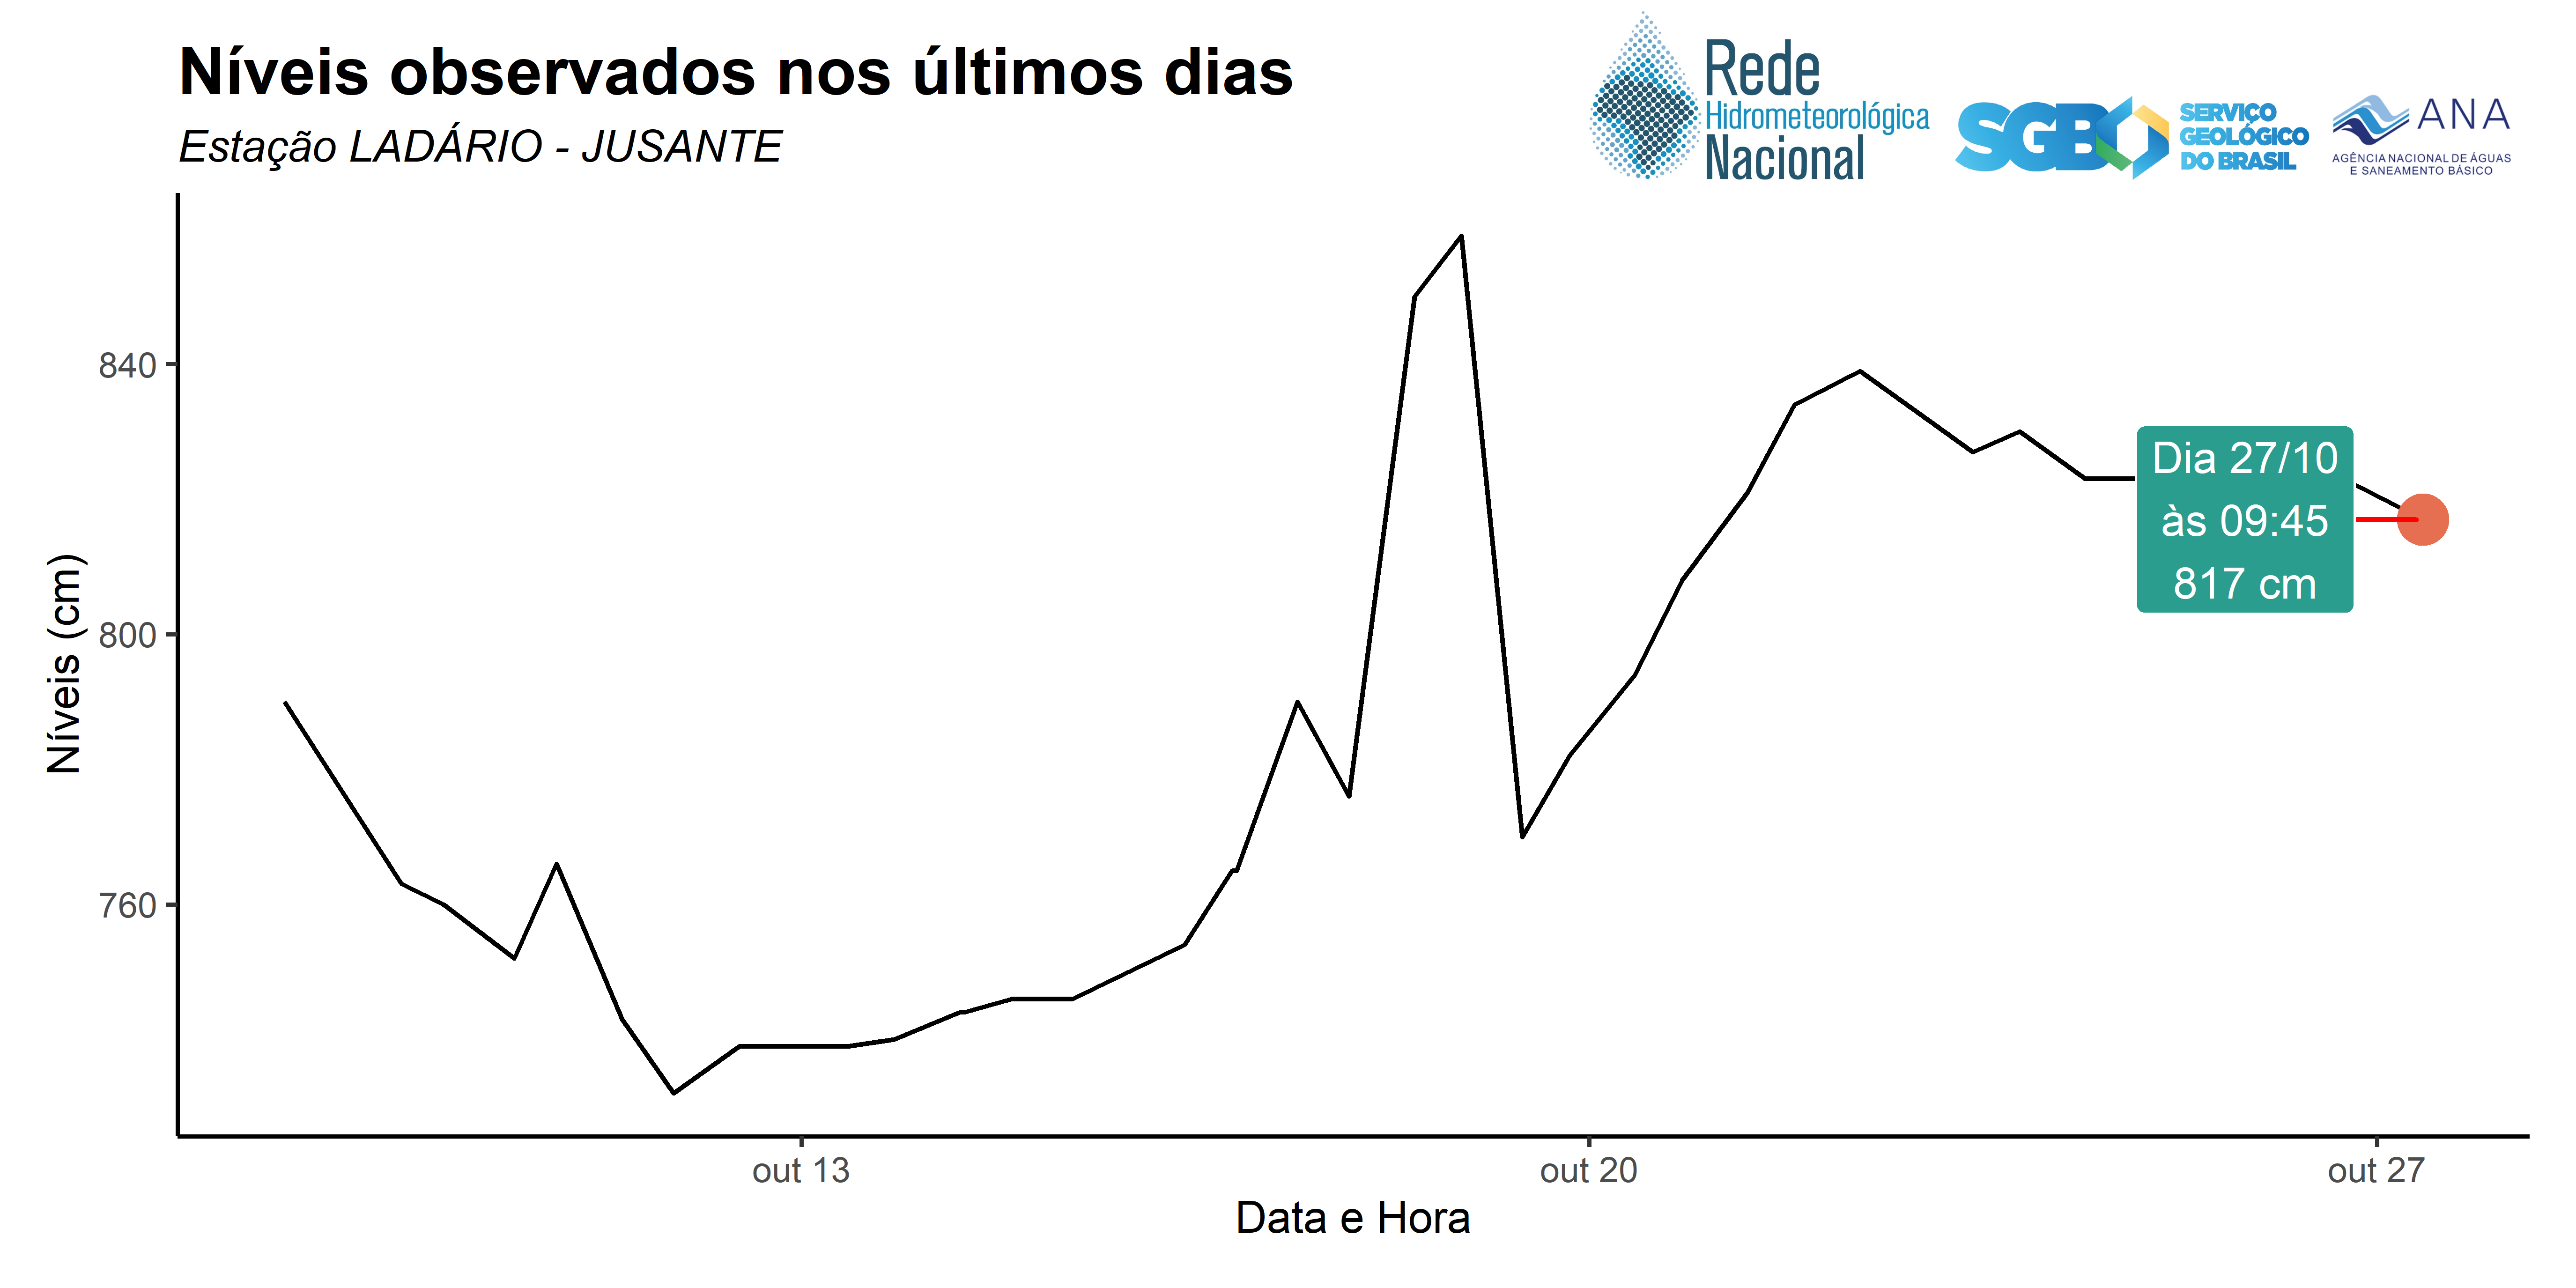 Níveis observados nos últimos dias
Estação LADÁRIO - JUSANTE
Rede
Hidrometeorológica
Nacional
SGB
SERVIÇO
GEOLÓGICO
DO BRASIL
ANA
AGÊNCIA NACIONAL DE ÁGUAS
E SANEAMENTO BÁSICO
Níveis (cm)
840
800
760
Dia 27/10
às 09:45
817 cm
out 13
out 20
out 27
Data e Hora